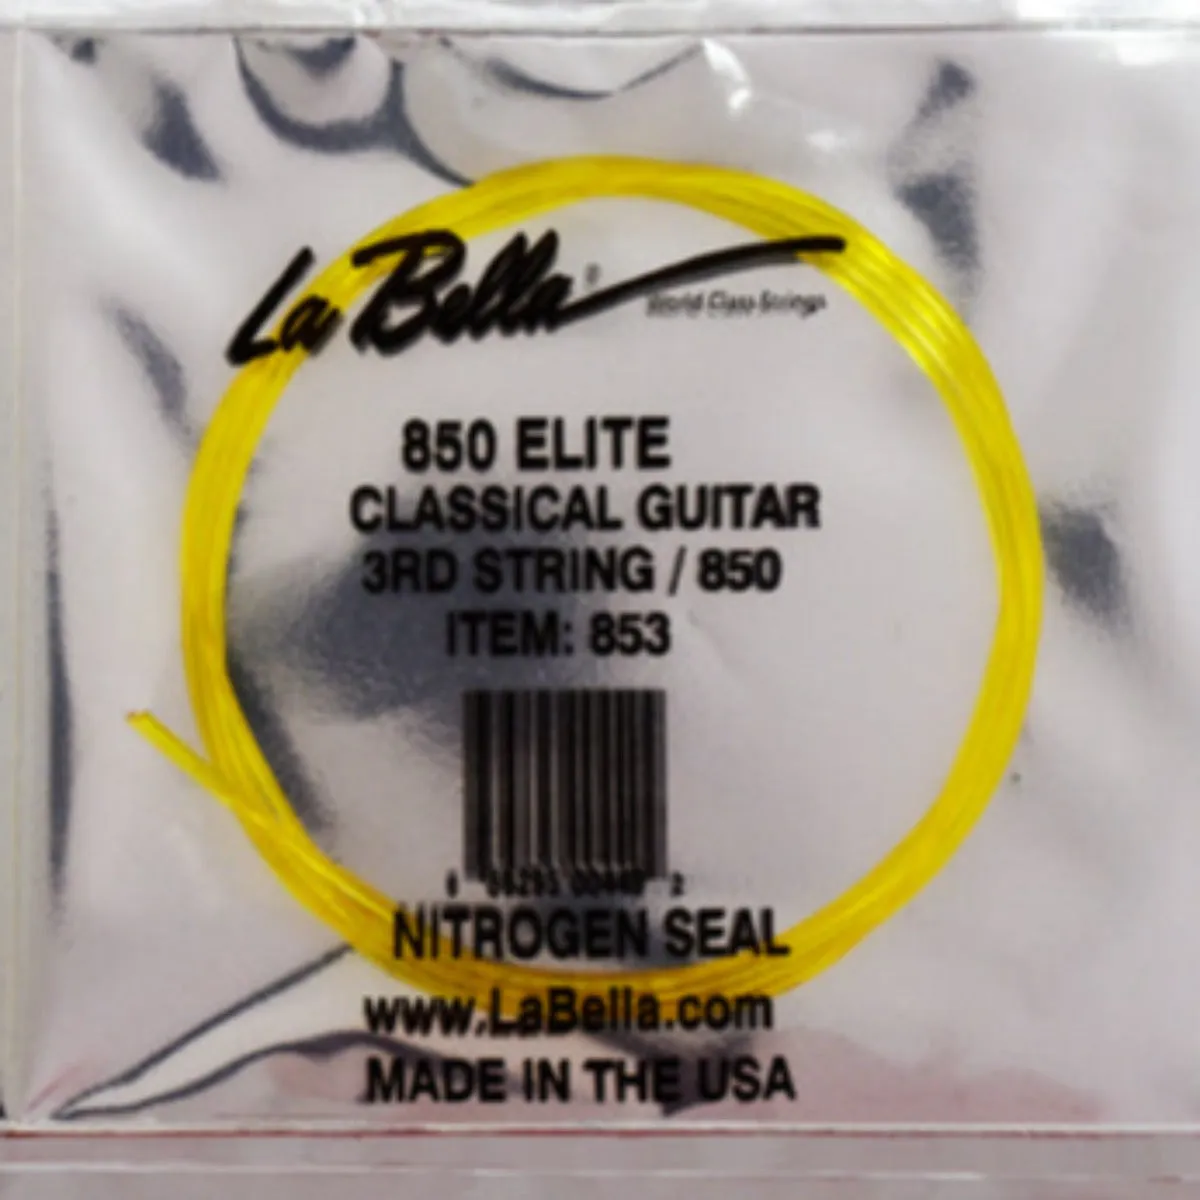 La Bella®
World Class Strings
850 ELITE
CLASSICAL GUITAR
3RD STRING / 850
ITEM: 853
NITROGEN SEAL
www.LaBella.com
MADE IN THE USA